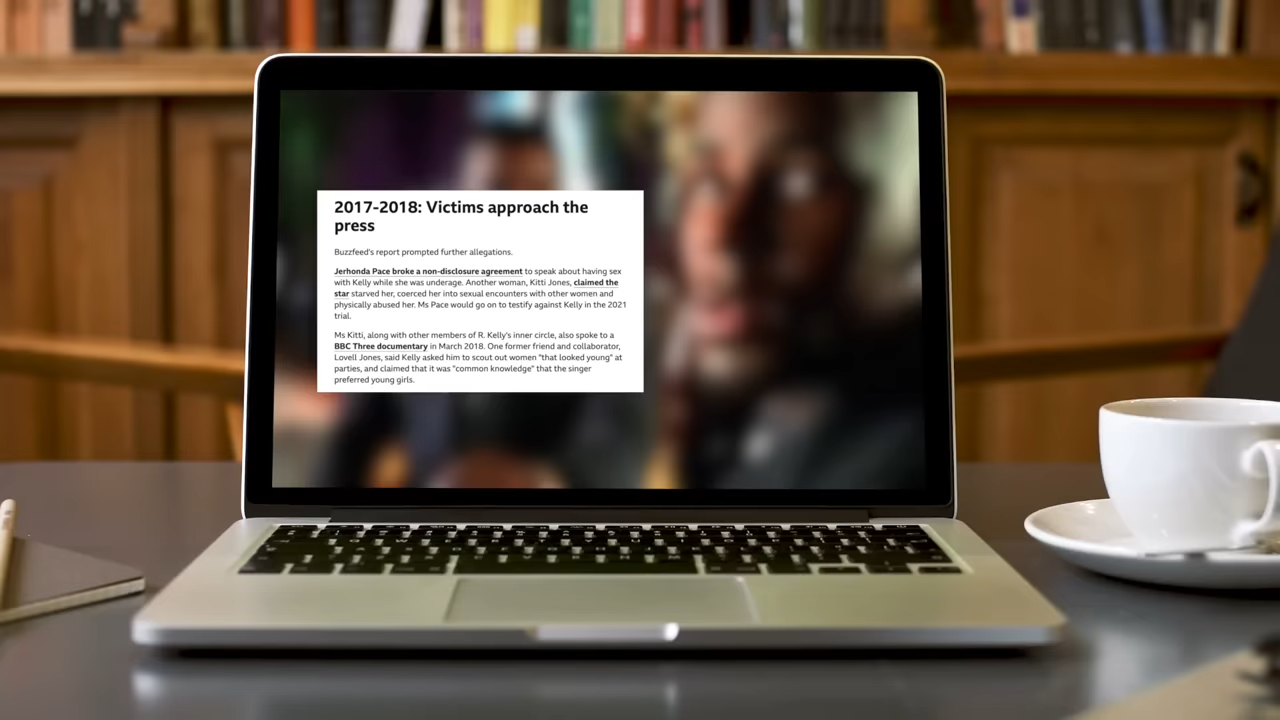 2017-2018: Victims approach the
press
Buzzfeed's report prompted further allegations.
Jerhonda Pace broke a non-disclosure agreement to speak about having sex
with Kelly while she was underage. Another woman, Kitti Jones, claimed the
star starved her, coerced her into sexual encounters with other women and
physically abused her. Ms Pace would go on to testify against Kelly in the 2021
trial.
Ms Kitti, along with other members of R. Kelly's inner circle, also spoke to a
BBC Three documentary in March 2018. One former friend and collaborator,
Lovell Jones, said Kelly asked him to scout out women "that looked young" at
parties, and claimed that it was "common knowledge" that the singer
preferred young girls.